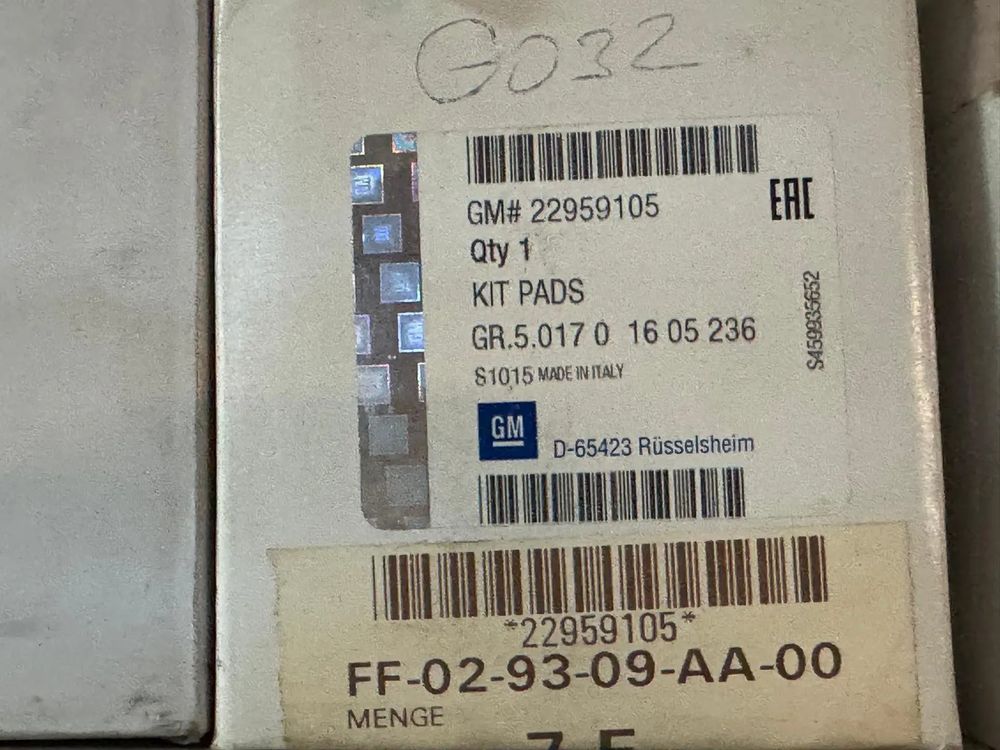 G032
GM# 22959105
EAC
Qty 1
KIT PADS
GR.5.017 0 16 05 236
S1015 MADE IN ITALY
S459935652
GM
D-65423 Rüsselsheim
*22959105*
FF-02-93-09-AA-00
MENGE